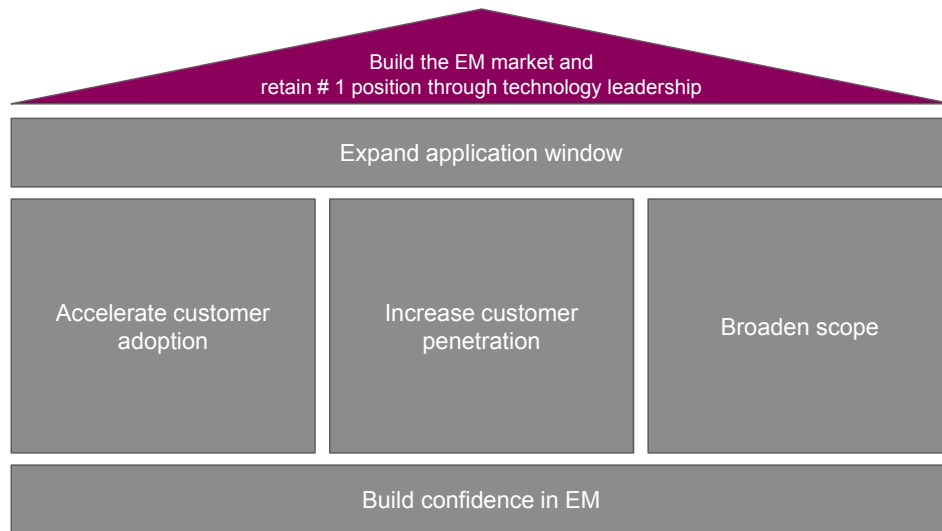 Build the EM market and
retain # 1 position through technology leadership
Expand application window
Accelerate customer
adoption
Increase customer
penetration
Broaden scope
Build confidence in EM